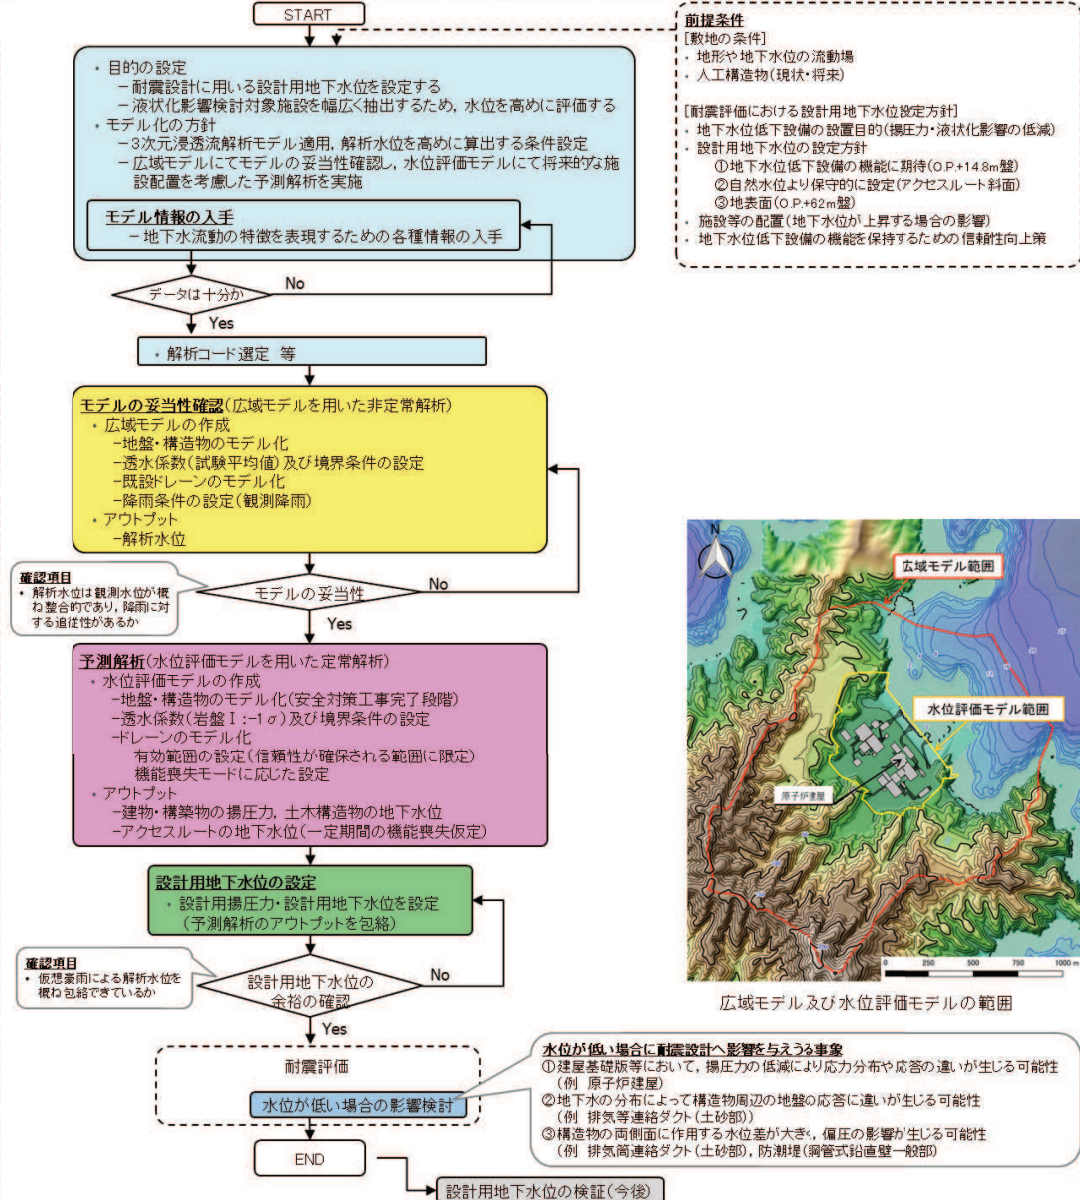 START
前提条件
[敷地の条件]
・ 地形や地下水位の流動場
・ 人工構造物(現状・将来)
[耐震評価における設計用地下水位設定方針]
・ 地下水位低下設備の設置目的(揚圧力・液状化影響の低減)
・ 設計用地下水位の設定方針
①地下水位低下設備の機能に期待(O.P.+14.8m盤)
②自然水位より保守的に設定(アクセスルート斜面)
③地表面(O.P.+62m盤)
・ 施設等の配置(地下水位が上昇する場合の影響)
・ 地下水位低下設備の機能を保持するための信頼性向上策
・ 目的の設定
－耐震設計に用いる設計用地下水位を設定する
－液状化影響検討対象施設を幅広く抽出するため，水位を高めに評価する
・ モデル化の方針
－3次元浸透流解析モデル適用，解析水位を高めに算出する条件設定
－広域モデルにてモデルの妥当性確認し，水位評価モデルにて将来的な施
設配置を考慮した予測解析を実施
モデル情報の入手
－地下水流動の特徴を表現するための各種情報の入手
データは十分か
No
Yes
・ 解析コード選定 等
モデルの妥当性確認(広域モデルを用いた非定常解析)
・ 広域モデルの作成
－地盤・構造物のモデル化
－透水係数(試験平均値)及び境界条件の設定
－既設ドレーンのモデル化
－降雨条件の設定(観測降雨)
・ アウトプット
－解析水位
確認項目
・ 解析水位は観測水位が概
ね整合的であり，降雨に対
する追従性があるか
モデルの妥当性
No
Yes
予測解析(水位評価モデルを用いた定常解析)
・ 水位評価モデルの作成
－地盤・構造物のモデル化(安全対策工事完了段階)
－透水係数(岩盤Ⅰ:－1σ)及び境界条件の設定
－ドレーンのモデル化
有効範囲の設定(信頼性が確保される範囲に限定)
機能喪失モードに応じた設定
・ アウトプット
－建物・構築物の揚圧力，土木構造物の地下水位
－アクセスルートの地下水位(一定期間の機能喪失仮定)
設計用地下水位の設定
・ 設計用揚圧力・設計用地下水位を設定
(予測解析のアウトプットを包絡)
確認項目
・ 仮想豪雨による解析水位を
概ね包絡できているか
設計用地下水位の
余裕の確認
No
Yes
耐震評価
水位が低い場合の影響検討
END
設計用地下水位の検証(今後)
N
広域モデル範囲
水位評価モデル範囲
原子炉建屋
0 250 500 750 1000 m
広域モデル及び水位評価モデルの範囲
水位が低い場合に耐震設計へ影響を与えうる事象
①建屋基礎版等において，揚圧力の低減により応力分布や応答の違いが生じる可能性
(例 原子炉建屋)
②地下水の分布によって構造物周辺の地盤の応答に違いが生じる可能性
(例 排気筒連絡ダクト(土砂部))
③構造物の両側面に作用する水位差が大きく，偏圧の影響が生じる可能性
(例 排気筒連絡ダクト(土砂部)，防潮堤(鋼管式鉛直壁一般部)